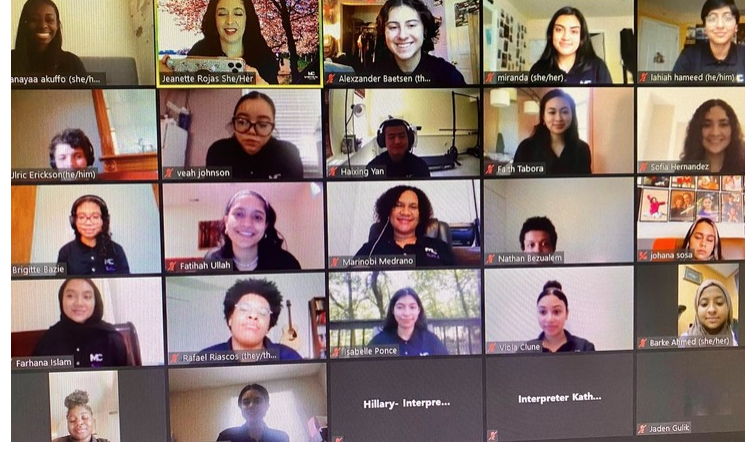 anayaa akuffo (she/h...
Jeanette Rojas She/Her
Alexzander Baetsen (th...
miranda (she/her)
lahiah hameed (he/him)
Ulric Erickson(he/him)
veah johnson
Haixing Yan
Faith Tabora
Sofia Hernandez
Brigitte Bazie
Fatihah Ullah
Marinobi Medrano
Nathan Bezualem
johana sosa
Farhana Islam
MC
Rafael Riascos (they/th...
Isabelle Ponce
Viola Clune
Barke Ahmed (she/her)
Hillary- Interpre...
Interpreter Kath...
Jaden Gulik